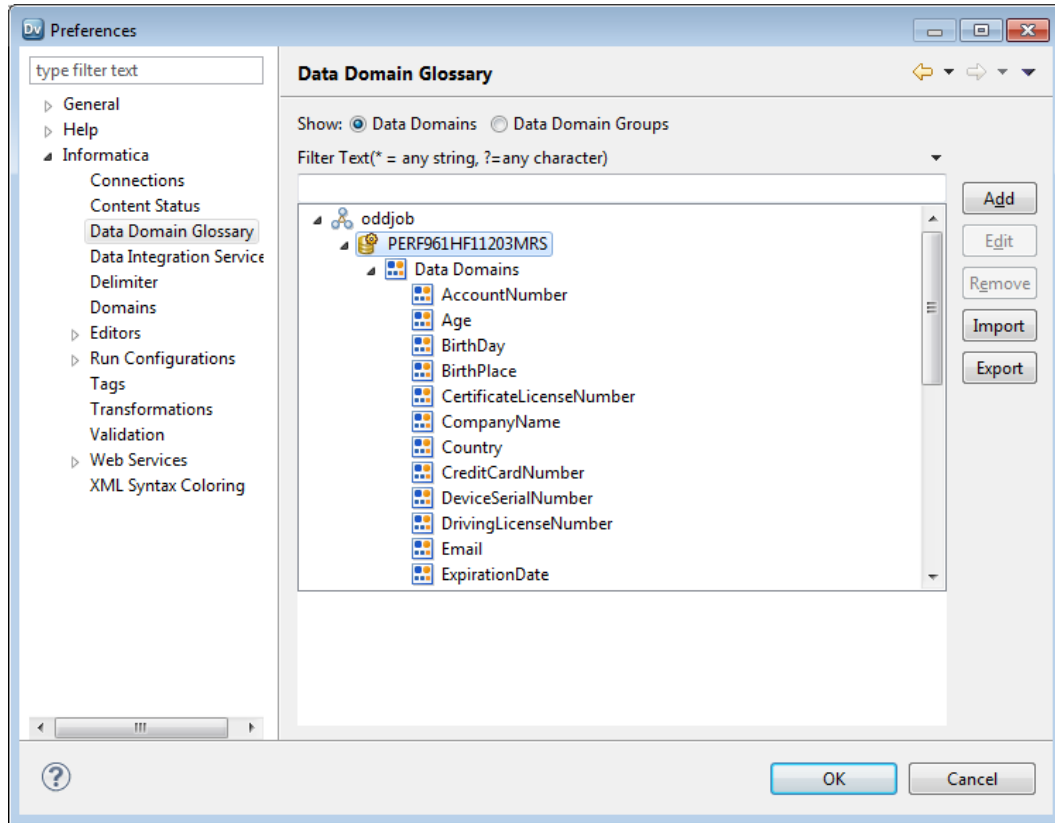 Dv Preferences
type filter text
General
Help
Informatica
Connections
Content Status
Data Domain Glossary
Data Integration Service
Delimiter
Domains
Editors
Run Configurations
Tags
Transformations
Validation
Web Services
XML Syntax Coloring
Data Domain Glossary
Show: Data Domains Data Domain Groups
Filter Text(* = any string, ?=any character)
oddjob
PERF961HF11203MRS
Data Domains
AccountNumber
Age
BirthDay
BirthPlace
CertificateLicenseNumber
CompanyName
Country
CreditCardNumber
DeviceSerialNumber
DrivingLicenseNumber
Email
ExpirationDate
Add
Edit
Remove
Import
Export
?
OK Cancel